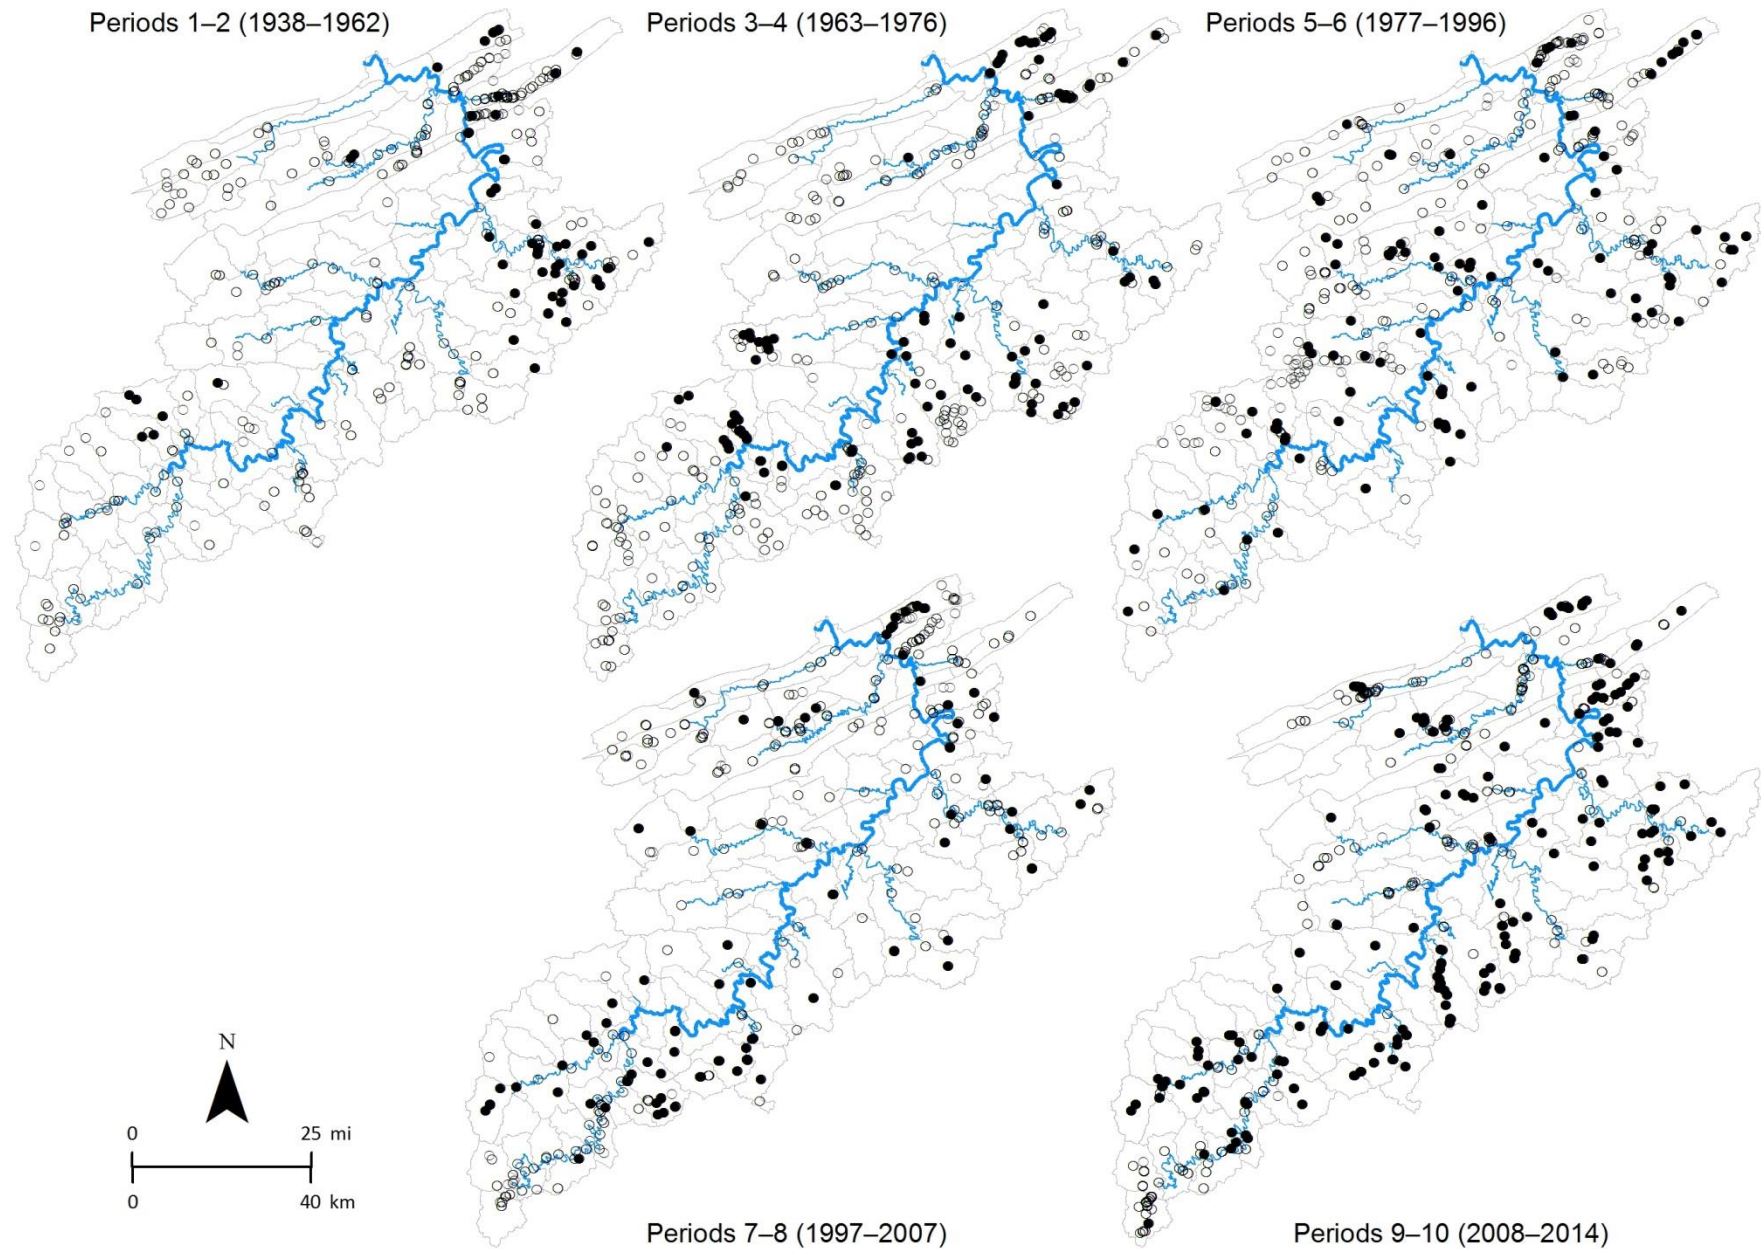 Periods 1–2 (1938–1962)
Periods 3–4 (1963–1976)
Periods 5–6 (1977–1996)
N
0 25 mi
0 40 km
Periods 7–8 (1997–2007)
Periods 9–10 (2008–2014)